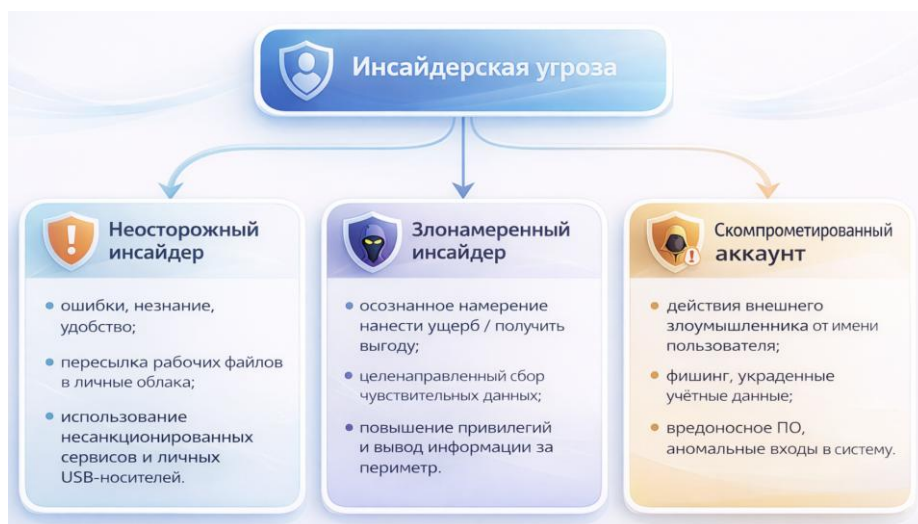 Инсайдерская угроза
Неосторожный
инсайдер
ошибки, незнание,
удобство;
пересылка рабочих файлов
в личные облака;
использование
несанкционированных
сервисов и личных
USB-носителей.
Злонамеренный
инсайдер
осознанное намерение
нанести ущерб / получить
выгоду;
целенаправленный сбор
чувствительных данных;
повышение привилегий
и вывод информации за
периметр.
Скомпрометированный
аккаунт
действия внешнего
злоумышленника от имени
пользователя;
фишинг, украденные
учётные данные;
вредоносное ПО,
аномальные входы в систему.